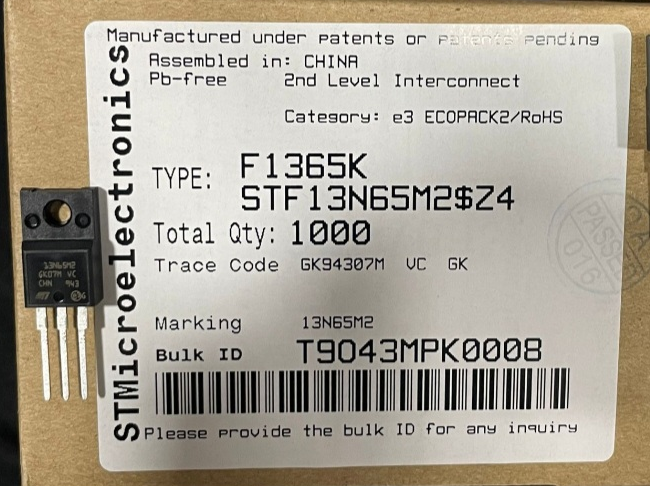 Manufactured under patents or patents pending
Assembled in: CHINA
Pb-free 2nd Level Interconnect
Category: e3 ECOPACK2/RoHS
TYPE: F1365K
STF13N65M2$Z4
Total Qty: 1000
Trace Code GK94307M VC GK
Marking 13N65M2
Bulk ID T9043MPK0008
Please provide the bulk ID for any inquiry
STMicroelectronics
13N65M2
GK07M VC
CHN 943
PASSED